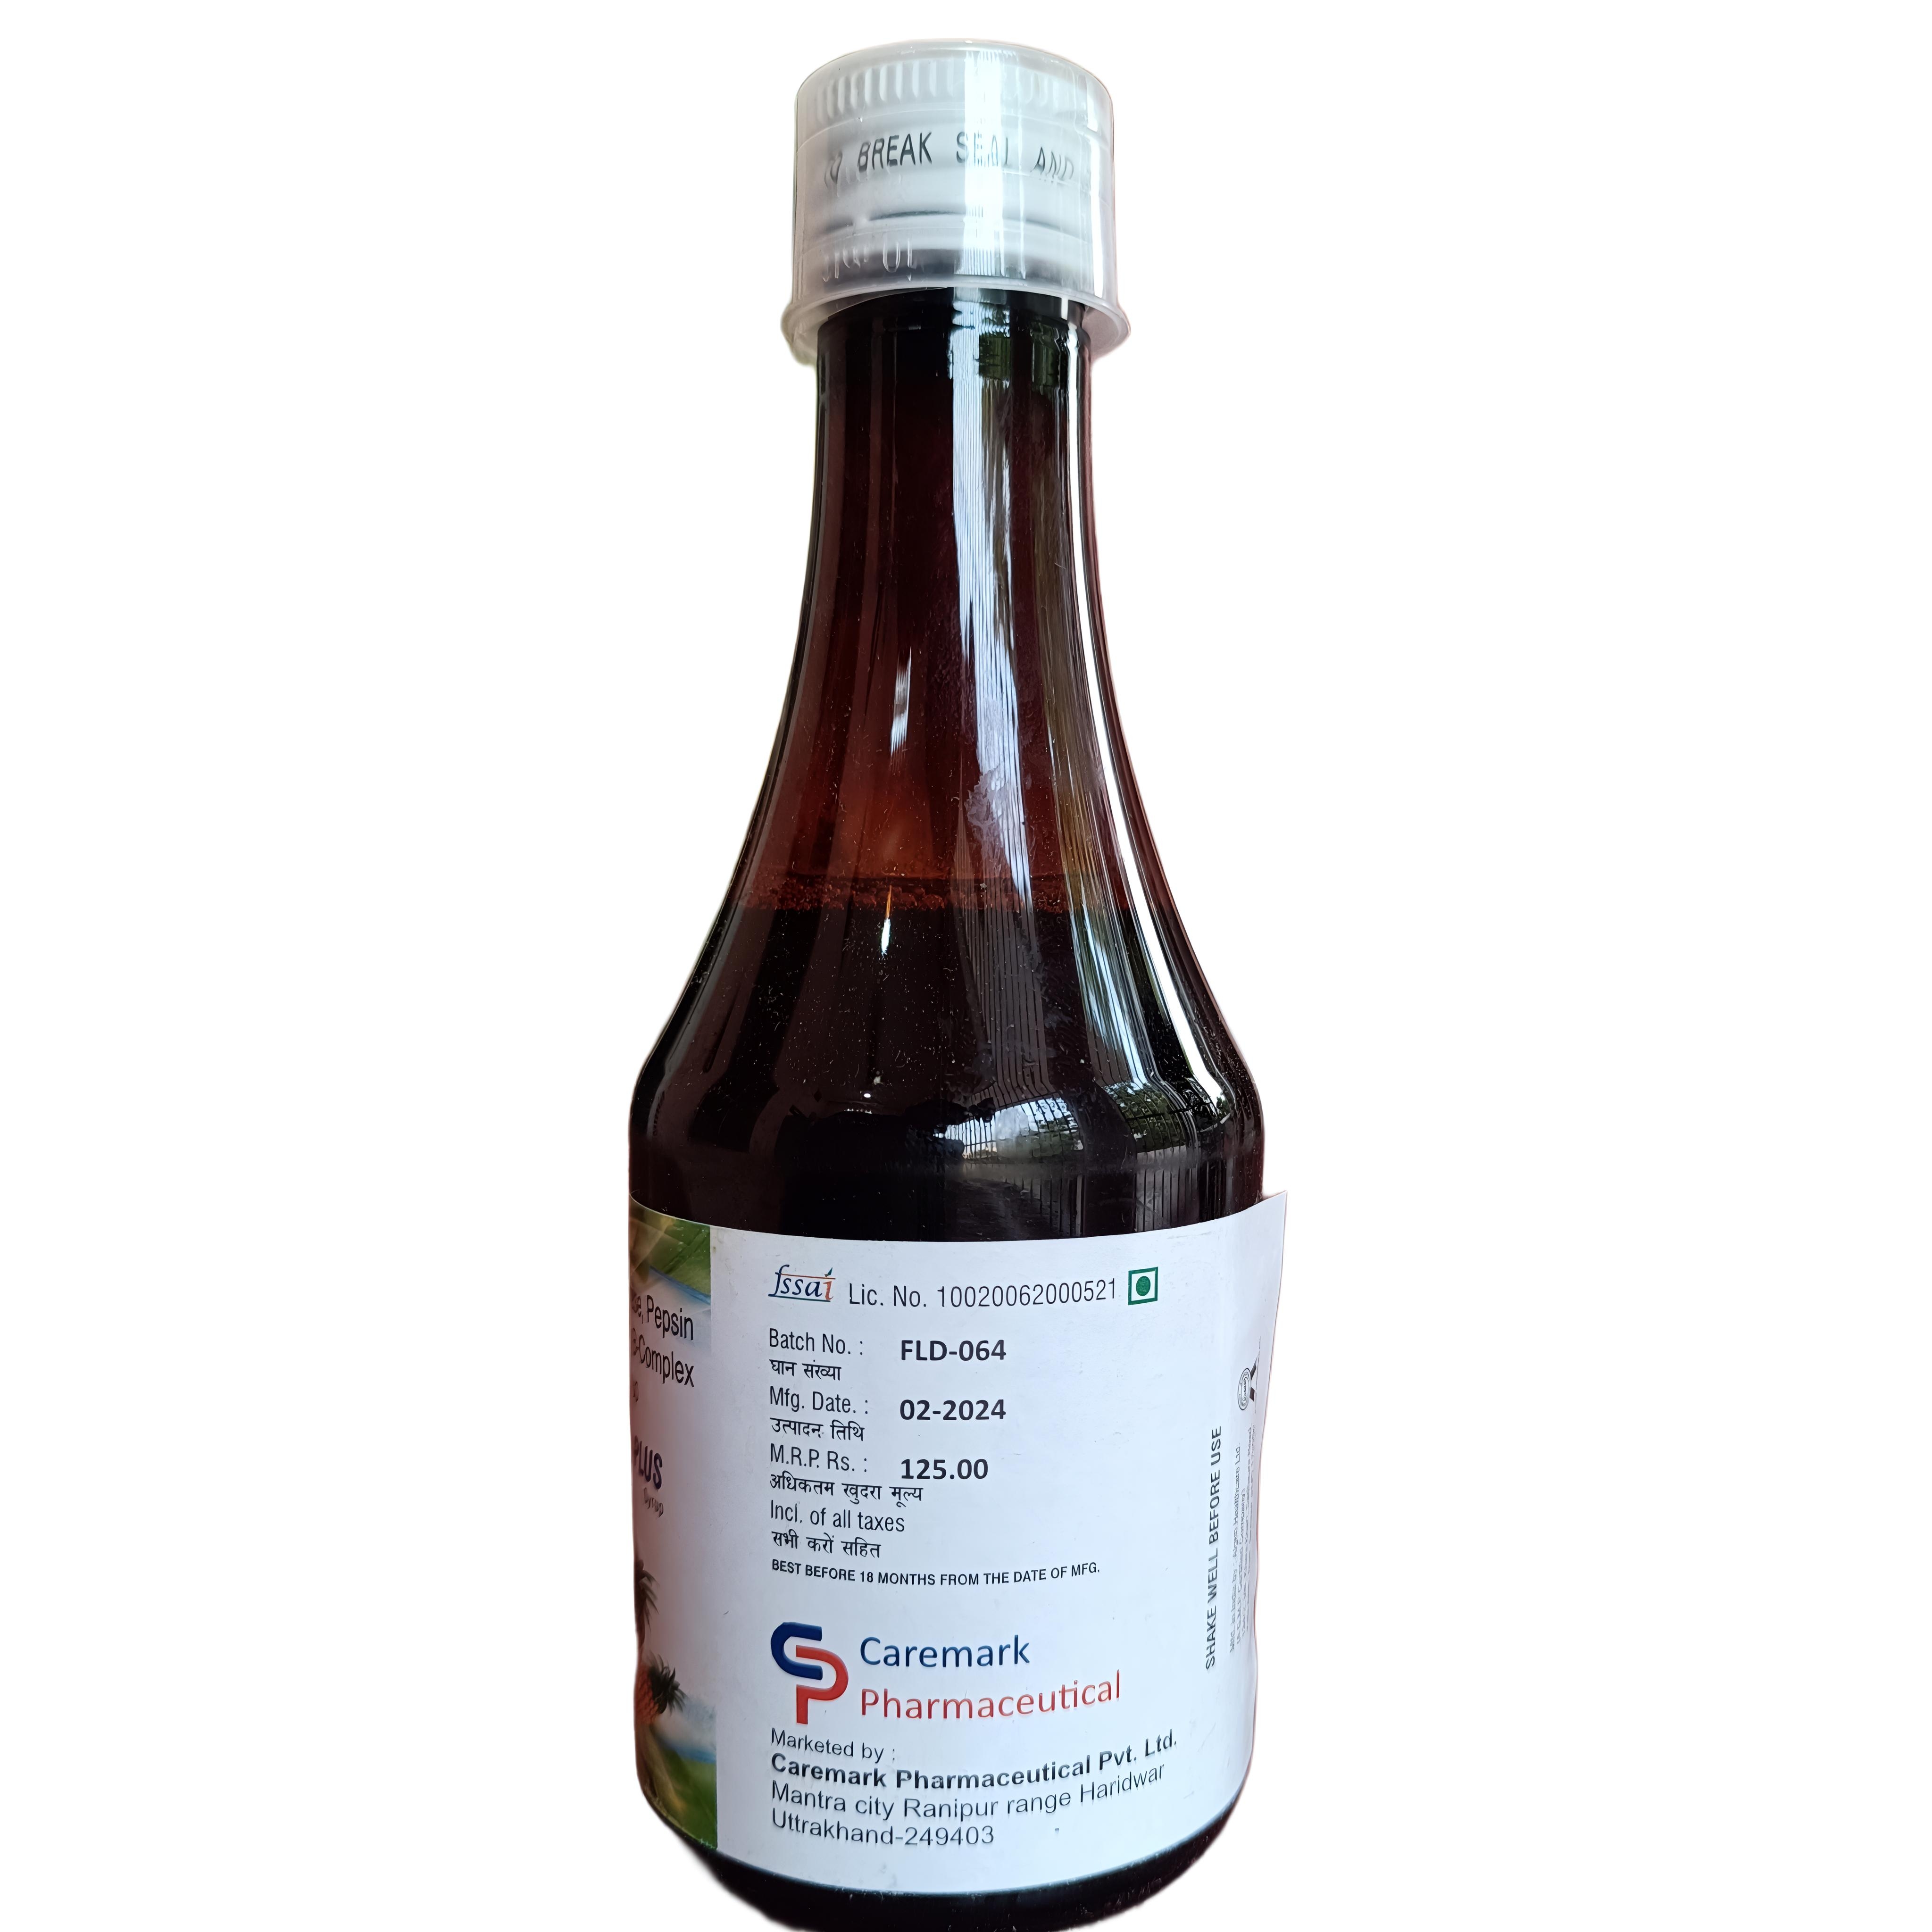 BREAK SEAL AND
Pepsin
B-Complex
PLUS
Syrup
fssai Lic. No. 10020062000521
Batch No. : FLD-064
घान संख्या
Mfg. Date. : 02-2024
उत्पादन तिथि
M.R.P. Rs. : 125.00
अधिकतम खुदरा मूल्य
Incl. of all taxes
सभी करों सहित
BEST BEFORE 18 MONTHS FROM THE DATE OF MFG.
CP Caremark
Pharmaceutical
Marketed by :
Caremark Pharmaceutical Pvt. Ltd.
Mantra city Ranipur range Haridwar
Uttrakhand-249403
SHAKE WELL BEFORE USE